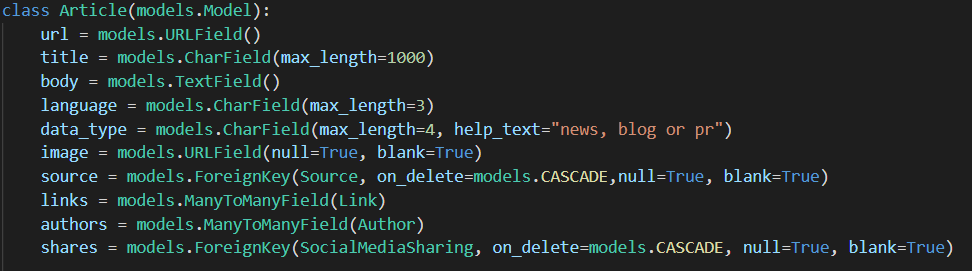 class Article(models.Model):
    url = models.URLField()
    title = models.CharField(max_length=1000)
    body = models.TextField()
    language = models.CharField(max_length=3)
    data_type = models.CharField(max_length=4, help_text="news, blog or pr")
    image = models.URLField(null=True, blank=True)
    source = models.ForeignKey(Source, on_delete=models.CASCADE,null=True, blank=True)
    links = models.ManyToManyField(Link)
    authors = models.ManyToManyField(Author)
    shares = models.ForeignKey(SocialMediaSharing, on_delete=models.CASCADE, null=True, blank=True)